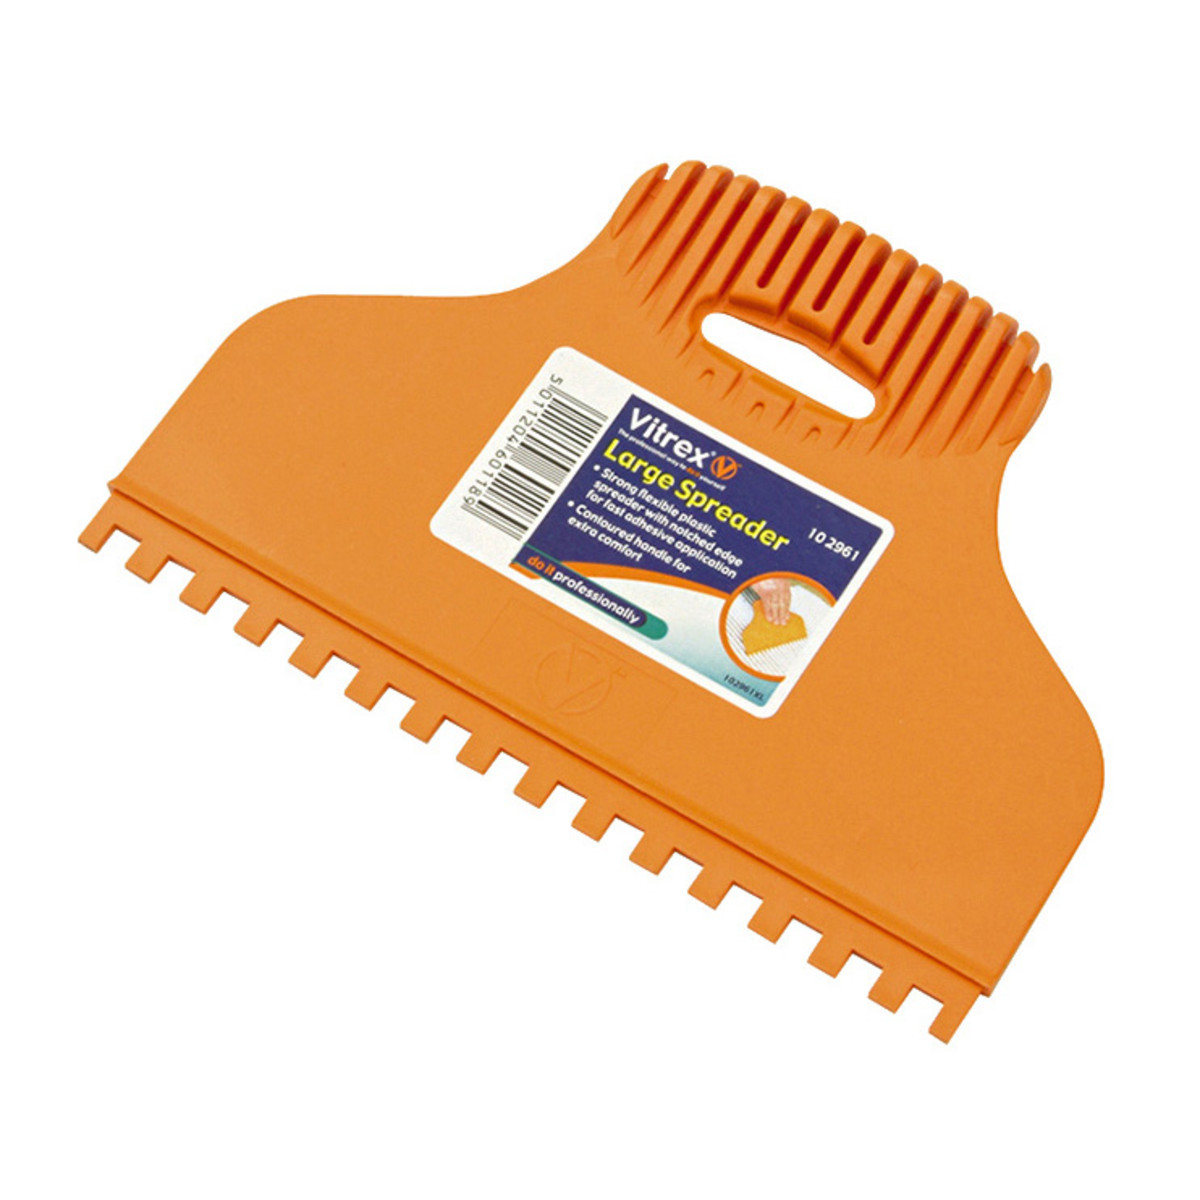 Vitrex
The professional way to do it yourself
Large Spreader
10 2961
• Strong flexible plastic
spreader with notched edge
for fast adhesive application
• Contoured handle for
extra comfort
do it professionally
102961XL
5 011204 601189